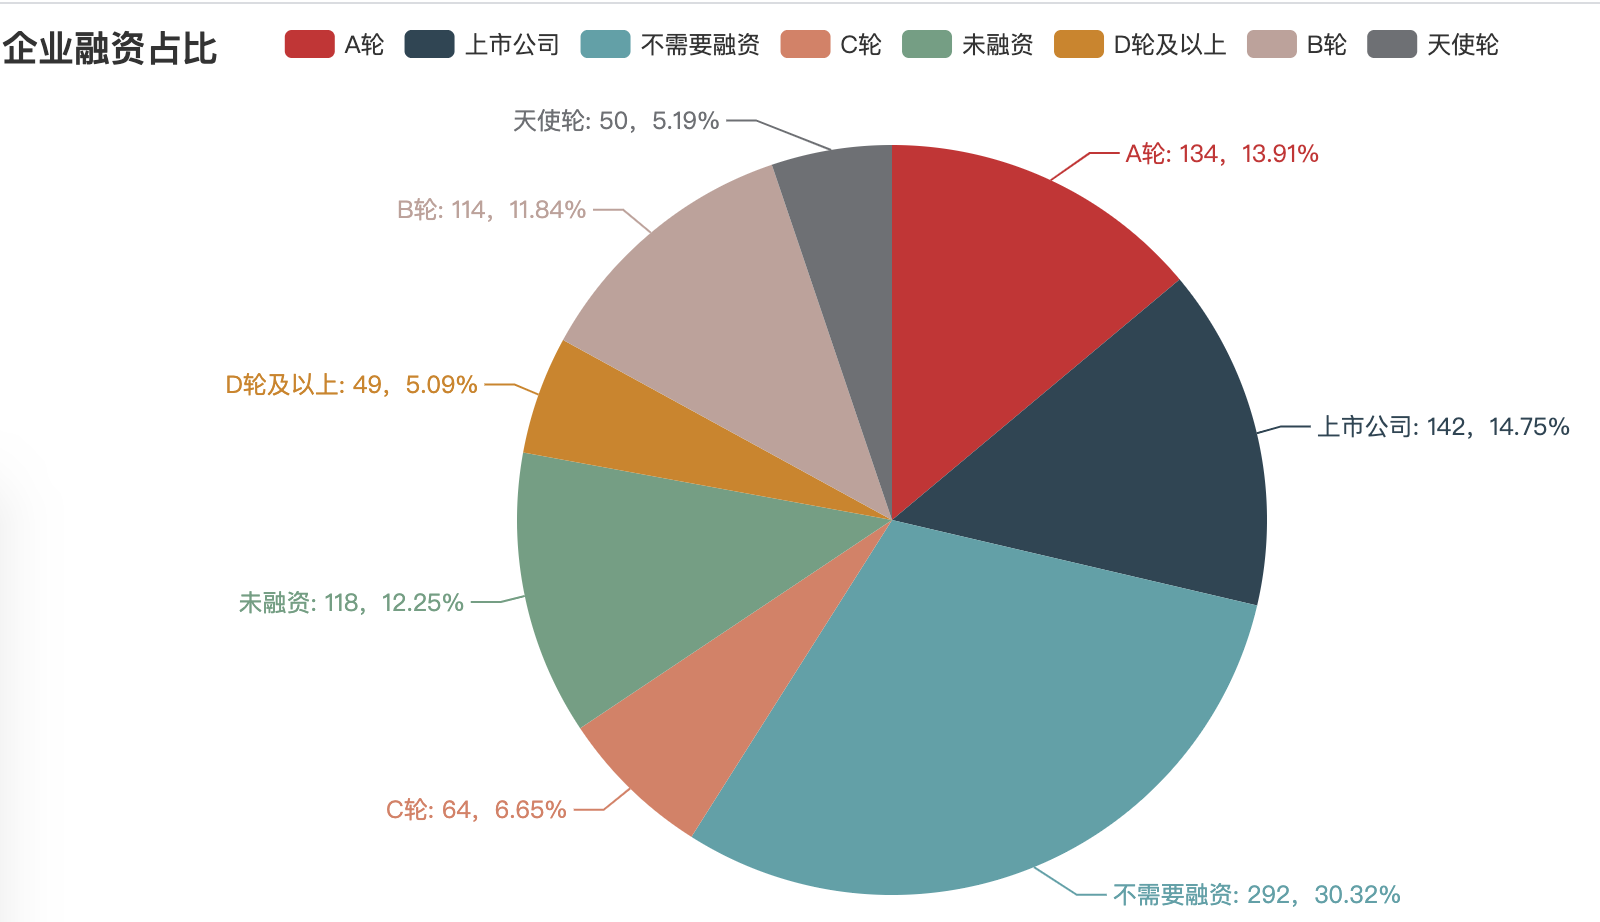 企业融资占比
A轮 上市公司 不需要融资 C轮 未融资 D轮及以上 B轮 天使轮
天使轮: 50，5.19%
A轮: 134，13.91%
B轮: 114，11.84%
D轮及以上: 49，5.09%
上市公司: 142，14.75%
未融资: 118，12.25%
C轮: 64，6.65%
不需要融资: 292，30.32%